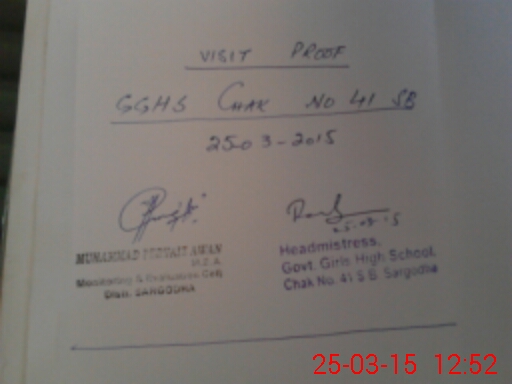 VISIT PROOF
GGHS CHAK NO 41 SB
25-03-2015
25-03-15
MUHAMMAD AWAN
M.E.A.
Monitoring & Evaluation Cell
Distt. SARGODHA
Headmistress,
Govt. Girls High School,
Chak No. 41 S B. Sargodha
25-03-15 12:52